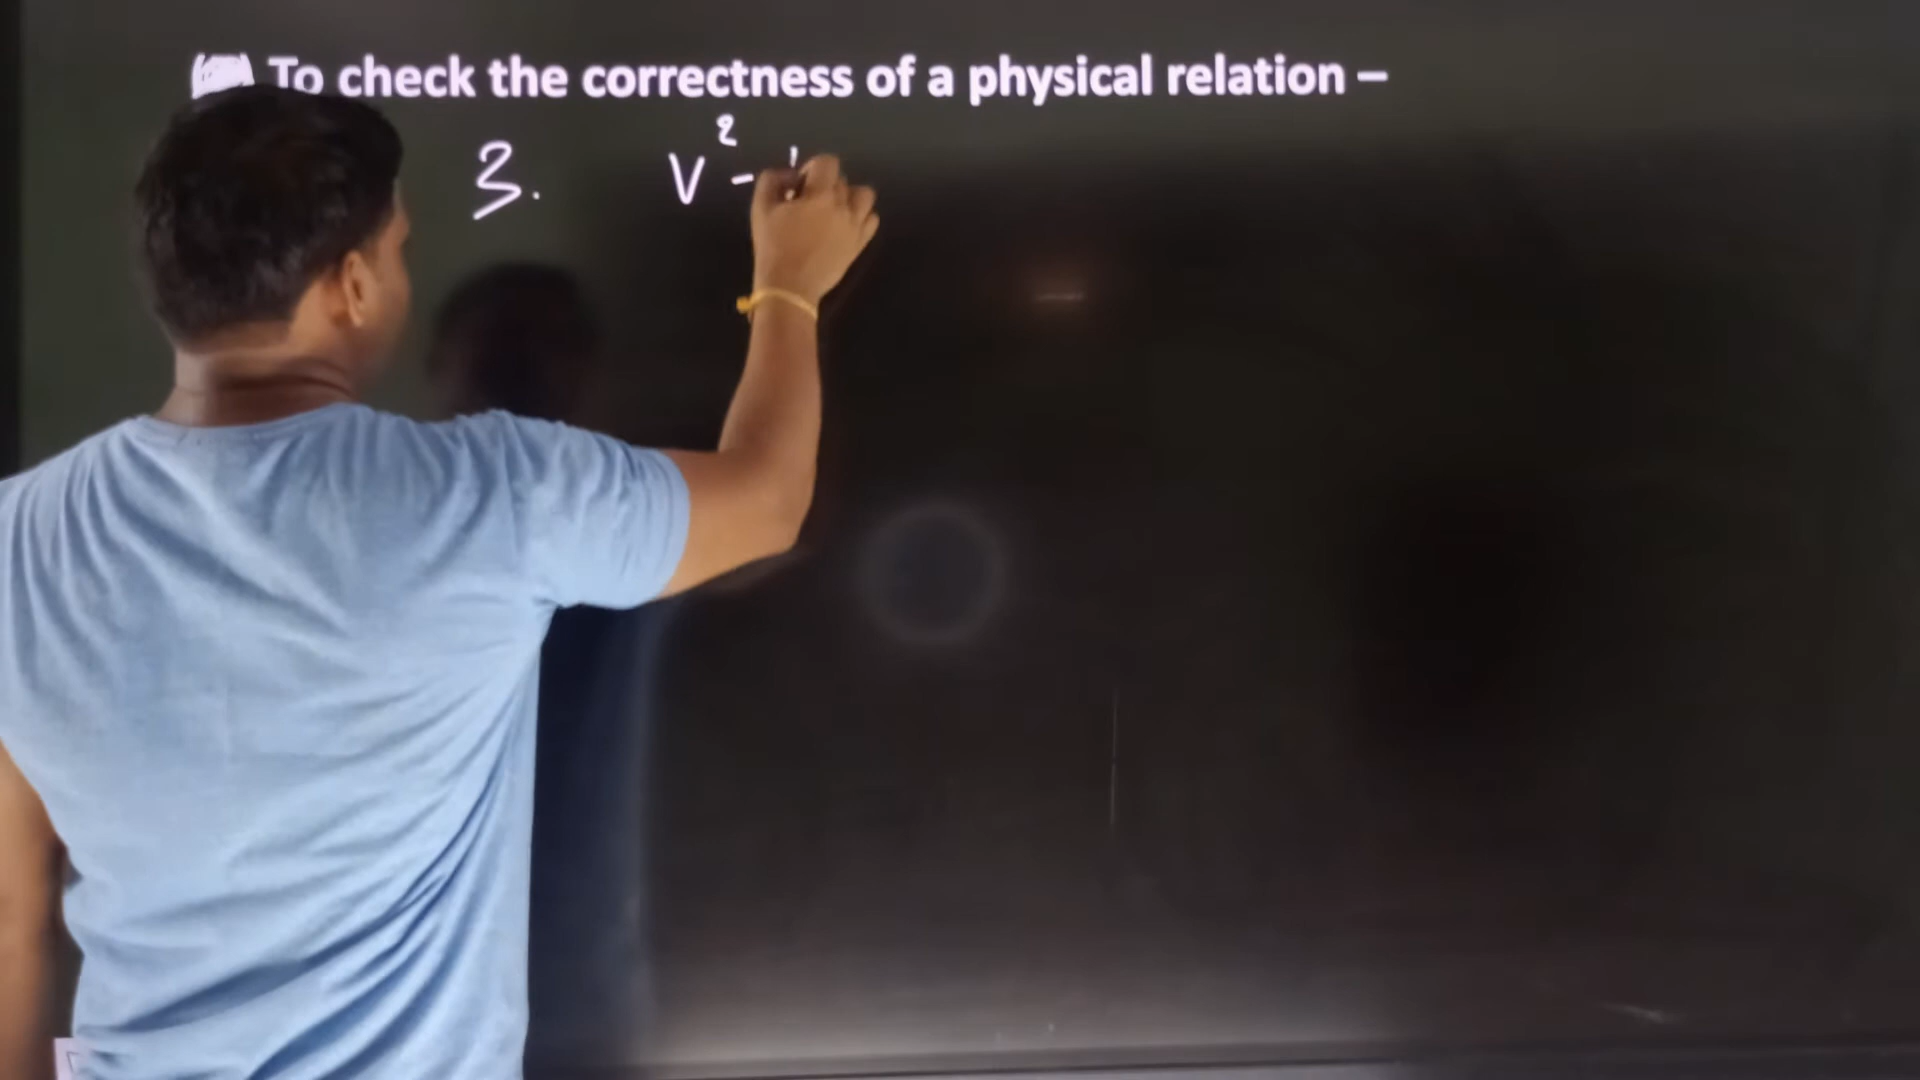 To check the correctness of a physical relation –
3. V² -